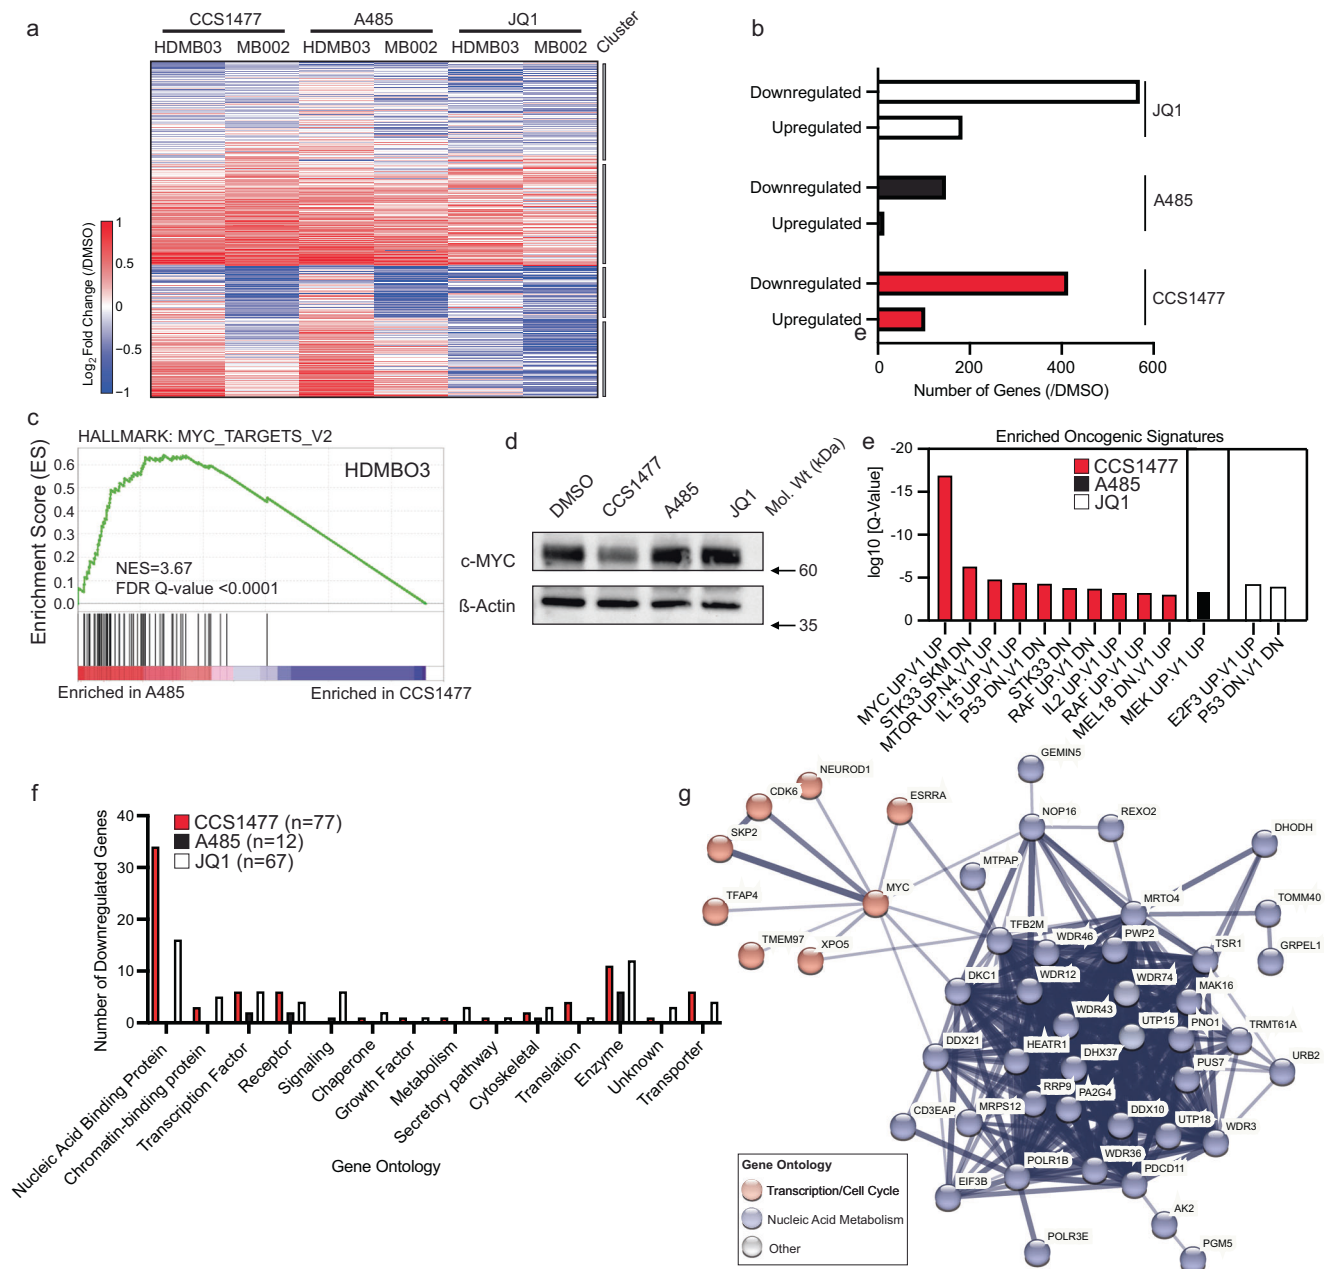 a
CCS1477
A485
JQ1
HDMB03
MB002
HDMB03
MB002
HDMB03
MB002
Cluster
Log2 Fold Change (/DMSO)
1
0.5
0
−0.5
−1
b
Downregulated
Upregulated
JQ1
Downregulated
Upregulated
A485
Downregulated
Upregulated
CCS1477
e
0
200
400
600
Number of Genes (/DMSO)
c
HALLMARK: MYC_TARGETS_V2
HDMBO3
Enrichment Score (ES)
0.6
0.5
0.4
0.3
0.2
0.1
0.0
NES=3.67
FDR Q-value <0.0001
Enriched in A485
Enriched in CCS1477
d
DMSO
CCS1477
A485
JQ1
Mol. Wt (kDa)
c-MYC
60
ß-Actin
35
e
Enriched Oncogenic Signatures
log10 [Q-Value]
-20
-15
-10
-5
0
CCS1477
A485
JQ1
MYC UP.V1 UP
STK33 SKM DN
MTOR UP.N4.V1 UP
IL15 UP.V1 UP
P53 DN.V1 DN
STK33 DN
RAF UP.V1 DN
IL2 UP.V1 UP
RAF UP.V1 UP
MEL18 DN.V1 UP
MEK UP.V1 UP
E2F3 UP.V1 UP
P53 DN.V1 DN
f
Number of Downregulated Genes
40
30
20
10
0
CCS1477 (n=77)
A485 (n=12)
JQ1 (n=67)
Nucleic Acid Binding Protein
Chromatin-binding protein
Transcription Factor
Receptor
Signaling
Chaperone
Growth Factor
Metabolism
Secretory pathway
Cytoskeletal
Translation
Enzyme
Unknown
Transporter
Gene Ontology
g
GEMIN5
NEUROD1
CDK6
ESRRA
NOP16
REXO2
SKP2
DHODH
MTPAP
MYC
TFAP4
MRTO4
TOMM40
TFB2M
WDR46
PWP2
TMEM97
XPO5
TSR1
GRPEL1
DKC1
WDR12
WDR74
MAK16
WDR43
UTP15
PNO1
TRMT61A
DDX21
HEATR1
DHX37
PUS7
URB2
RRP9
PA2G4
CD3EAP
MRPS12
DDX10
UTP18
WDR3
POLR1B
WDR36
PDCD11
EIF3B
AK2
POLR3E
PGM5
Gene Ontology
Transcription/Cell Cycle
Nucleic Acid Metabolism
Other